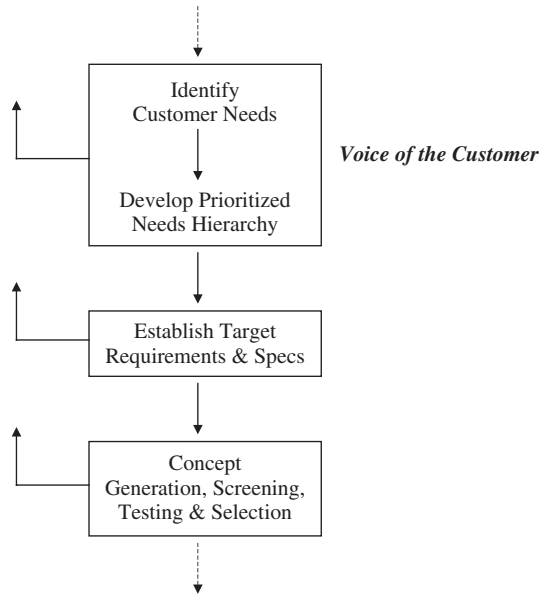 Identify
Customer Needs
Voice of the Customer
Develop Prioritized
Needs Hierarchy
Establish Target
Requirements & Specs
Concept
Generation, Screening,
Testing & Selection